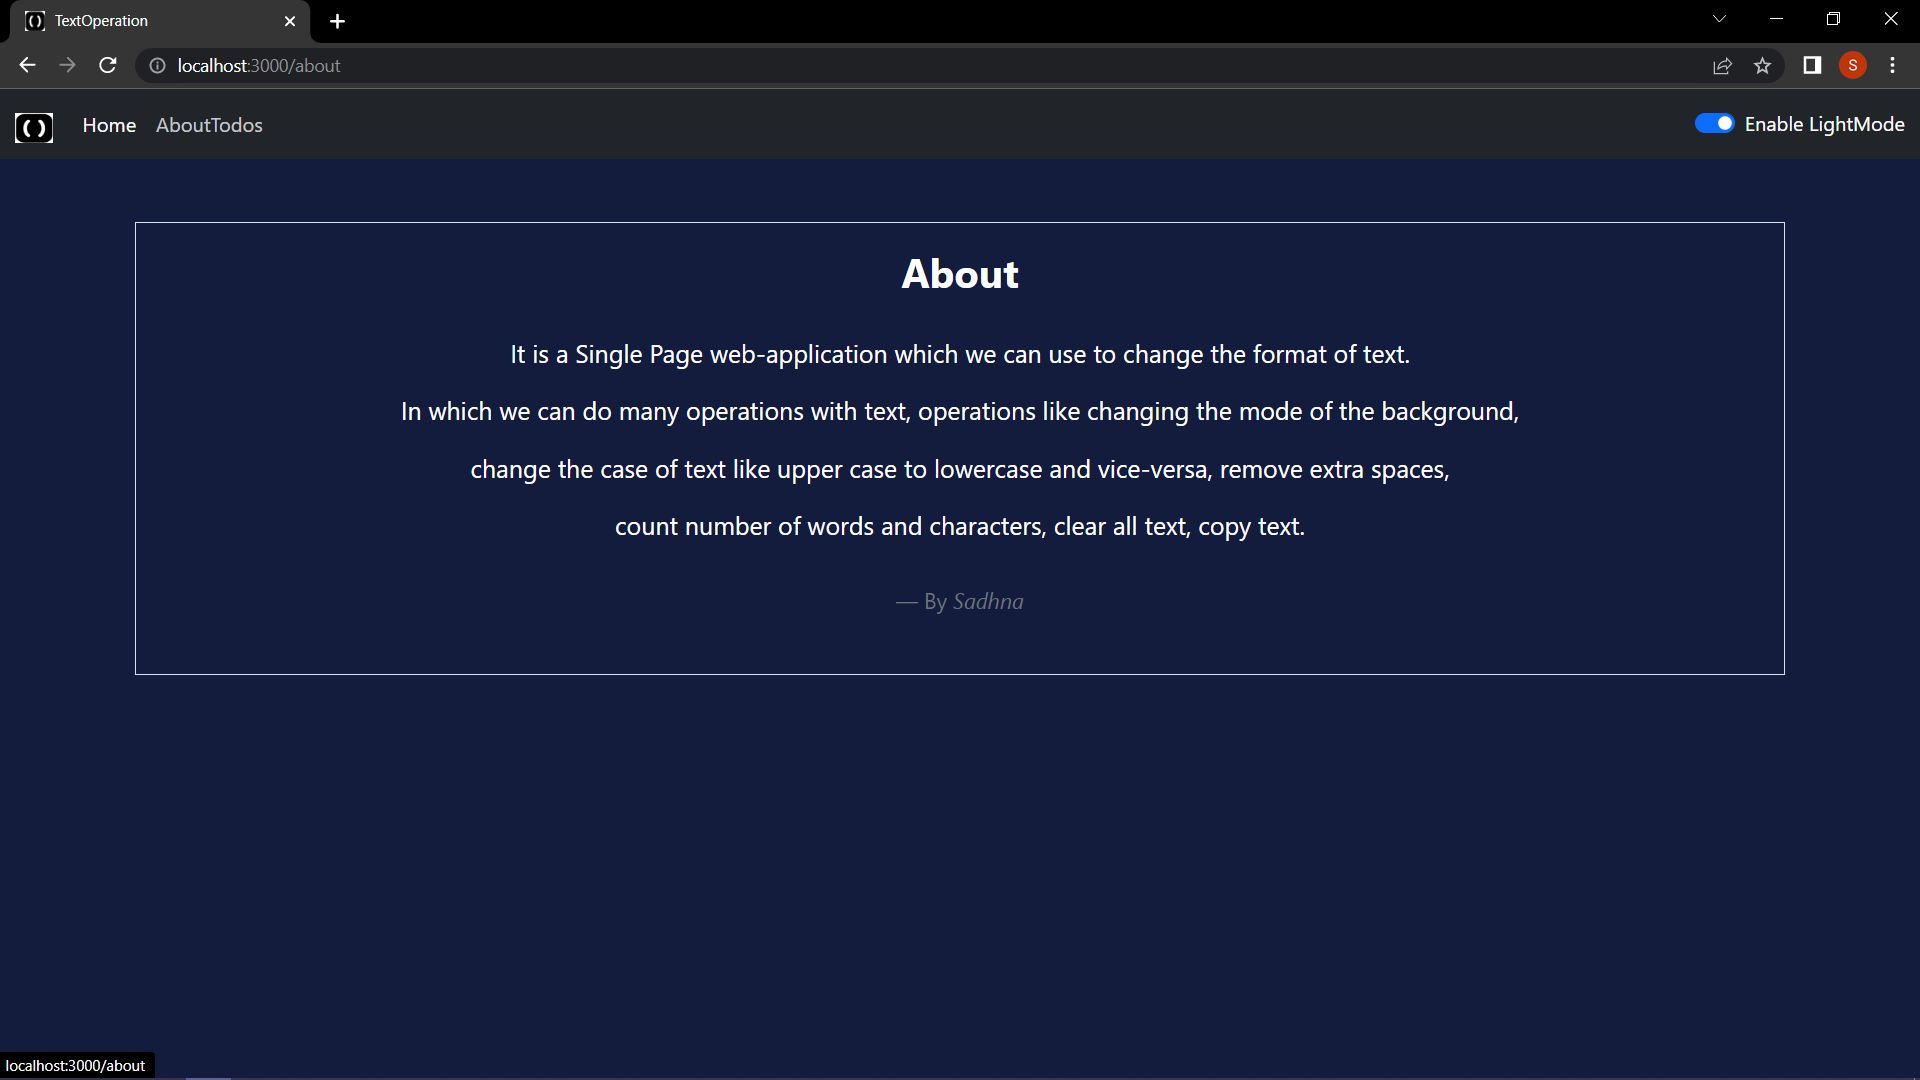 TextOperation
localhost:3000/about
S
Home AboutTodos Enable LightMode
About
It is a Single Page web-application which we can use to change the format of text.
In which we can do many operations with text, operations like changing the mode of the background,
change the case of text like upper case to lowercase and vice-versa, remove extra spaces,
count number of words and characters, clear all text, copy text.
— By Sadhna
localhost:3000/about